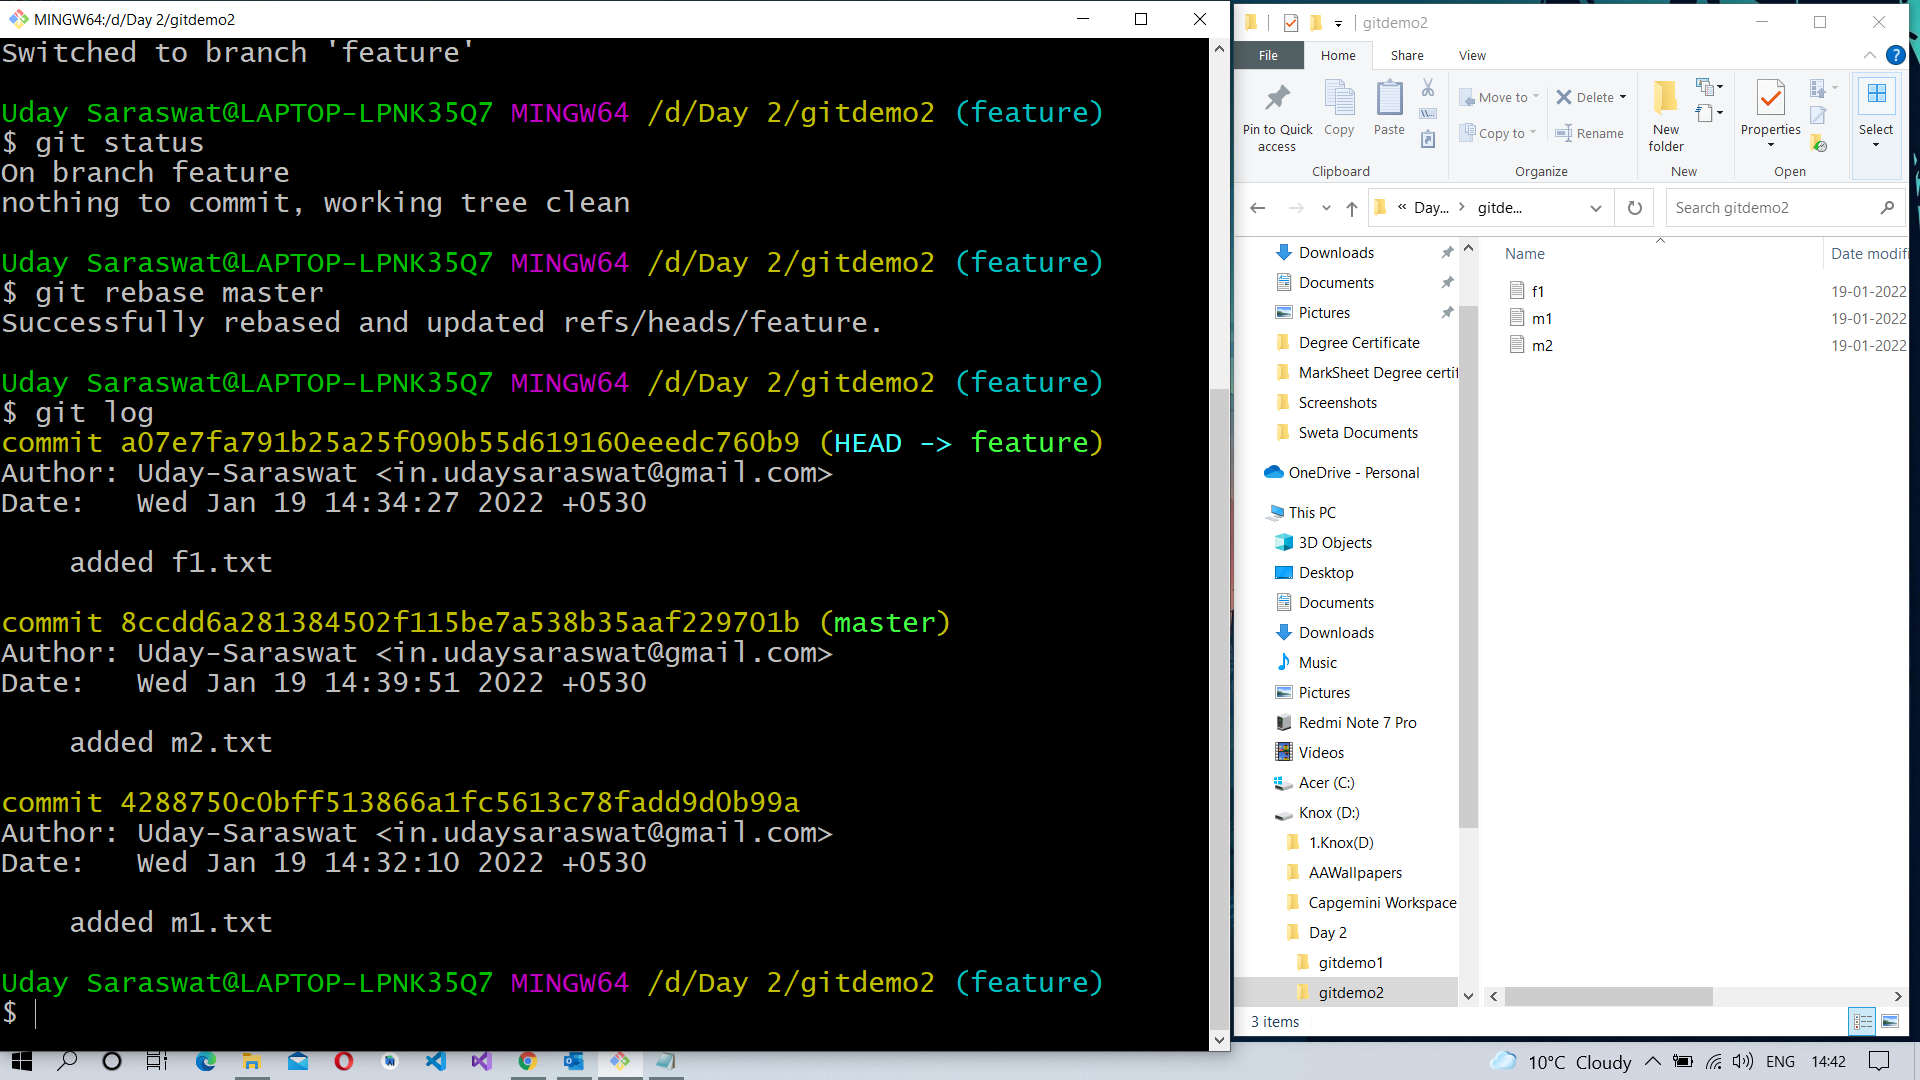 MINGW64:/d/Day 2/gitdemo2
Switched to branch 'feature'
Uday Saraswat@LAPTOP-LPNK35Q7 MINGW64 /d/Day 2/gitdemo2 (feature)
$ git status
On branch feature
nothing to commit, working tree clean
Uday Saraswat@LAPTOP-LPNK35Q7 MINGW64 /d/Day 2/gitdemo2 (feature)
$ git rebase master
Successfully rebased and updated refs/heads/feature.
Uday Saraswat@LAPTOP-LPNK35Q7 MINGW64 /d/Day 2/gitdemo2 (feature)
$ git log
commit a07e7fa791b25a25f090b55d619160eeedc760b9 (HEAD -> feature)
Author: Uday-Saraswat <in.udaysaraswat@gmail.com>
Date:   Wed Jan 19 14:34:27 2022 +0530
added f1.txt
commit 8ccdd6a281384502f115be7a538b35aaf229701b (master)
Author: Uday-Saraswat <in.udaysaraswat@gmail.com>
Date:   Wed Jan 19 14:39:51 2022 +0530
added m2.txt
commit 4288750c0bff513866a1fc5613c78fadd9d0b99a
Author: Uday-Saraswat <in.udaysaraswat@gmail.com>
Date:   Wed Jan 19 14:32:10 2022 +0530
added m1.txt
Uday Saraswat@LAPTOP-LPNK35Q7 MINGW64 /d/Day 2/gitdemo2 (feature)
$
gitdemo2
File Home Share View
Pin to Quick access
Copy
Paste
Move to
Copy to
Delete
Rename
New folder
Properties
Select
Clipboard Organize New Open
« Day... > gitde...
Search gitdemo2
Downloads
Documents
Pictures
Degree Certificate
MarkSheet Degree certif
Screenshots
Sweta Documents
OneDrive - Personal
This PC
3D Objects
Desktop
Documents
Downloads
Music
Pictures
Redmi Note 7 Pro
Videos
Acer (C:)
Knox (D:)
1.Knox(D)
AAWallpapers
Capgemini Workspace
Day 2
gitdemo1
gitdemo2
Name Date modifi
f1 19-01-2022
m1 19-01-2022
m2 19-01-2022
3 items
10°C Cloudy ENG 14:42